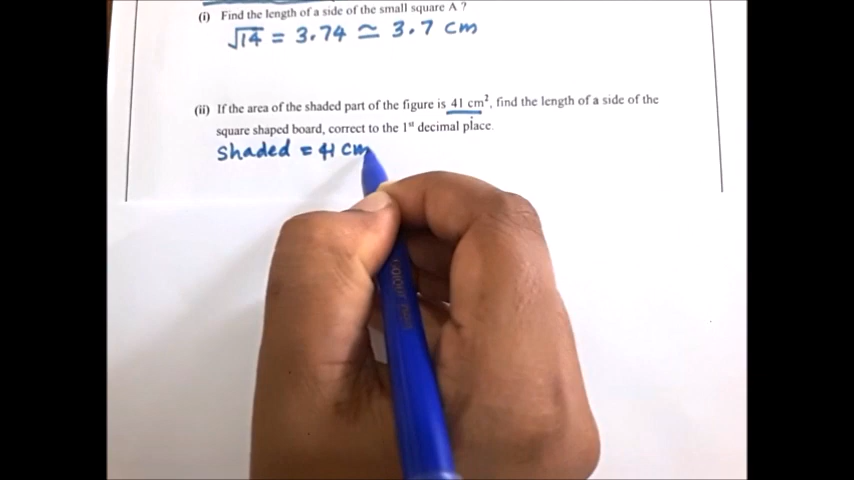 (i) Find the length of a side of the small square A ?
√14 = 3.74 ≃ 3.7 cm
(ii) If the area of the shaded part of the figure is 41 cm², find the length of a side of the
square shaped board, correct to the 1st decimal place.
Shaded = 41 cm